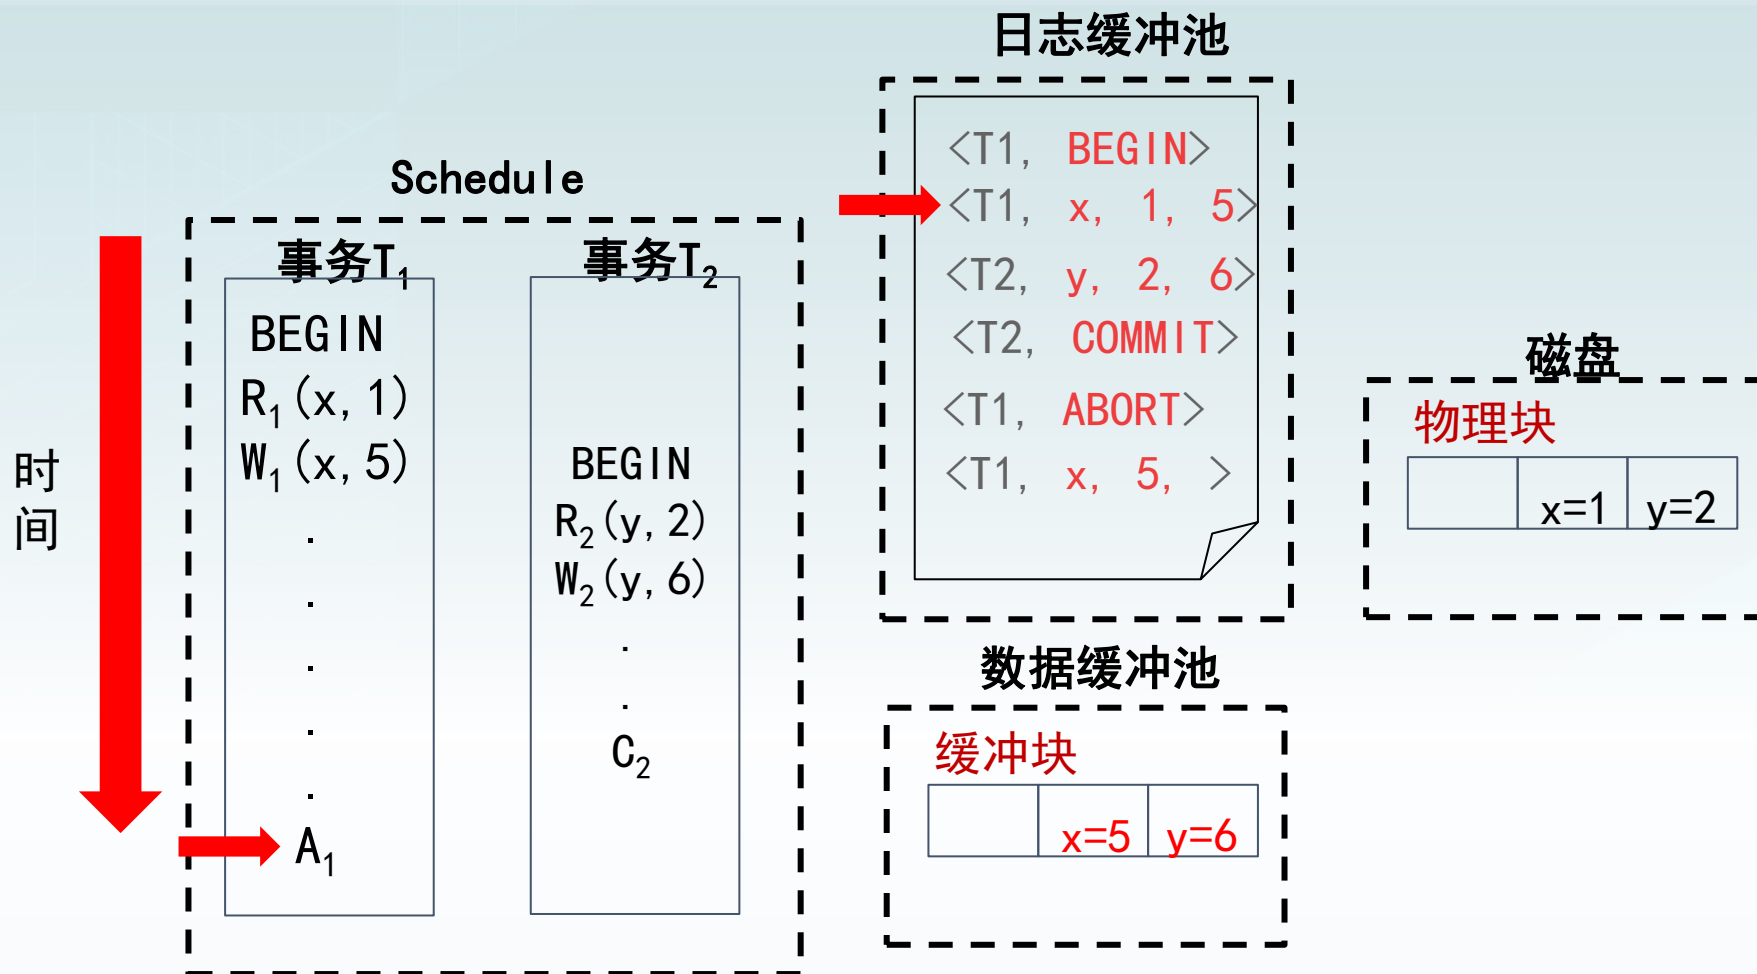 日志缓冲池
<T1, BEGIN>
<T1, x, 1, 5>
<T2, y, 2, 6>
<T2, COMMIT>
<T1, ABORT>
<T1, x, 5, >
Schedule
事务T1
BEGIN
R1(x,1)
W1(x,5)
.
.
.
.
.
A1
事务T2
BEGIN
R2(y,2)
W2(y,6)
.
.
C2
时
间
磁盘
物理块
x=1 y=2
数据缓冲池
缓冲块
x=5 y=6